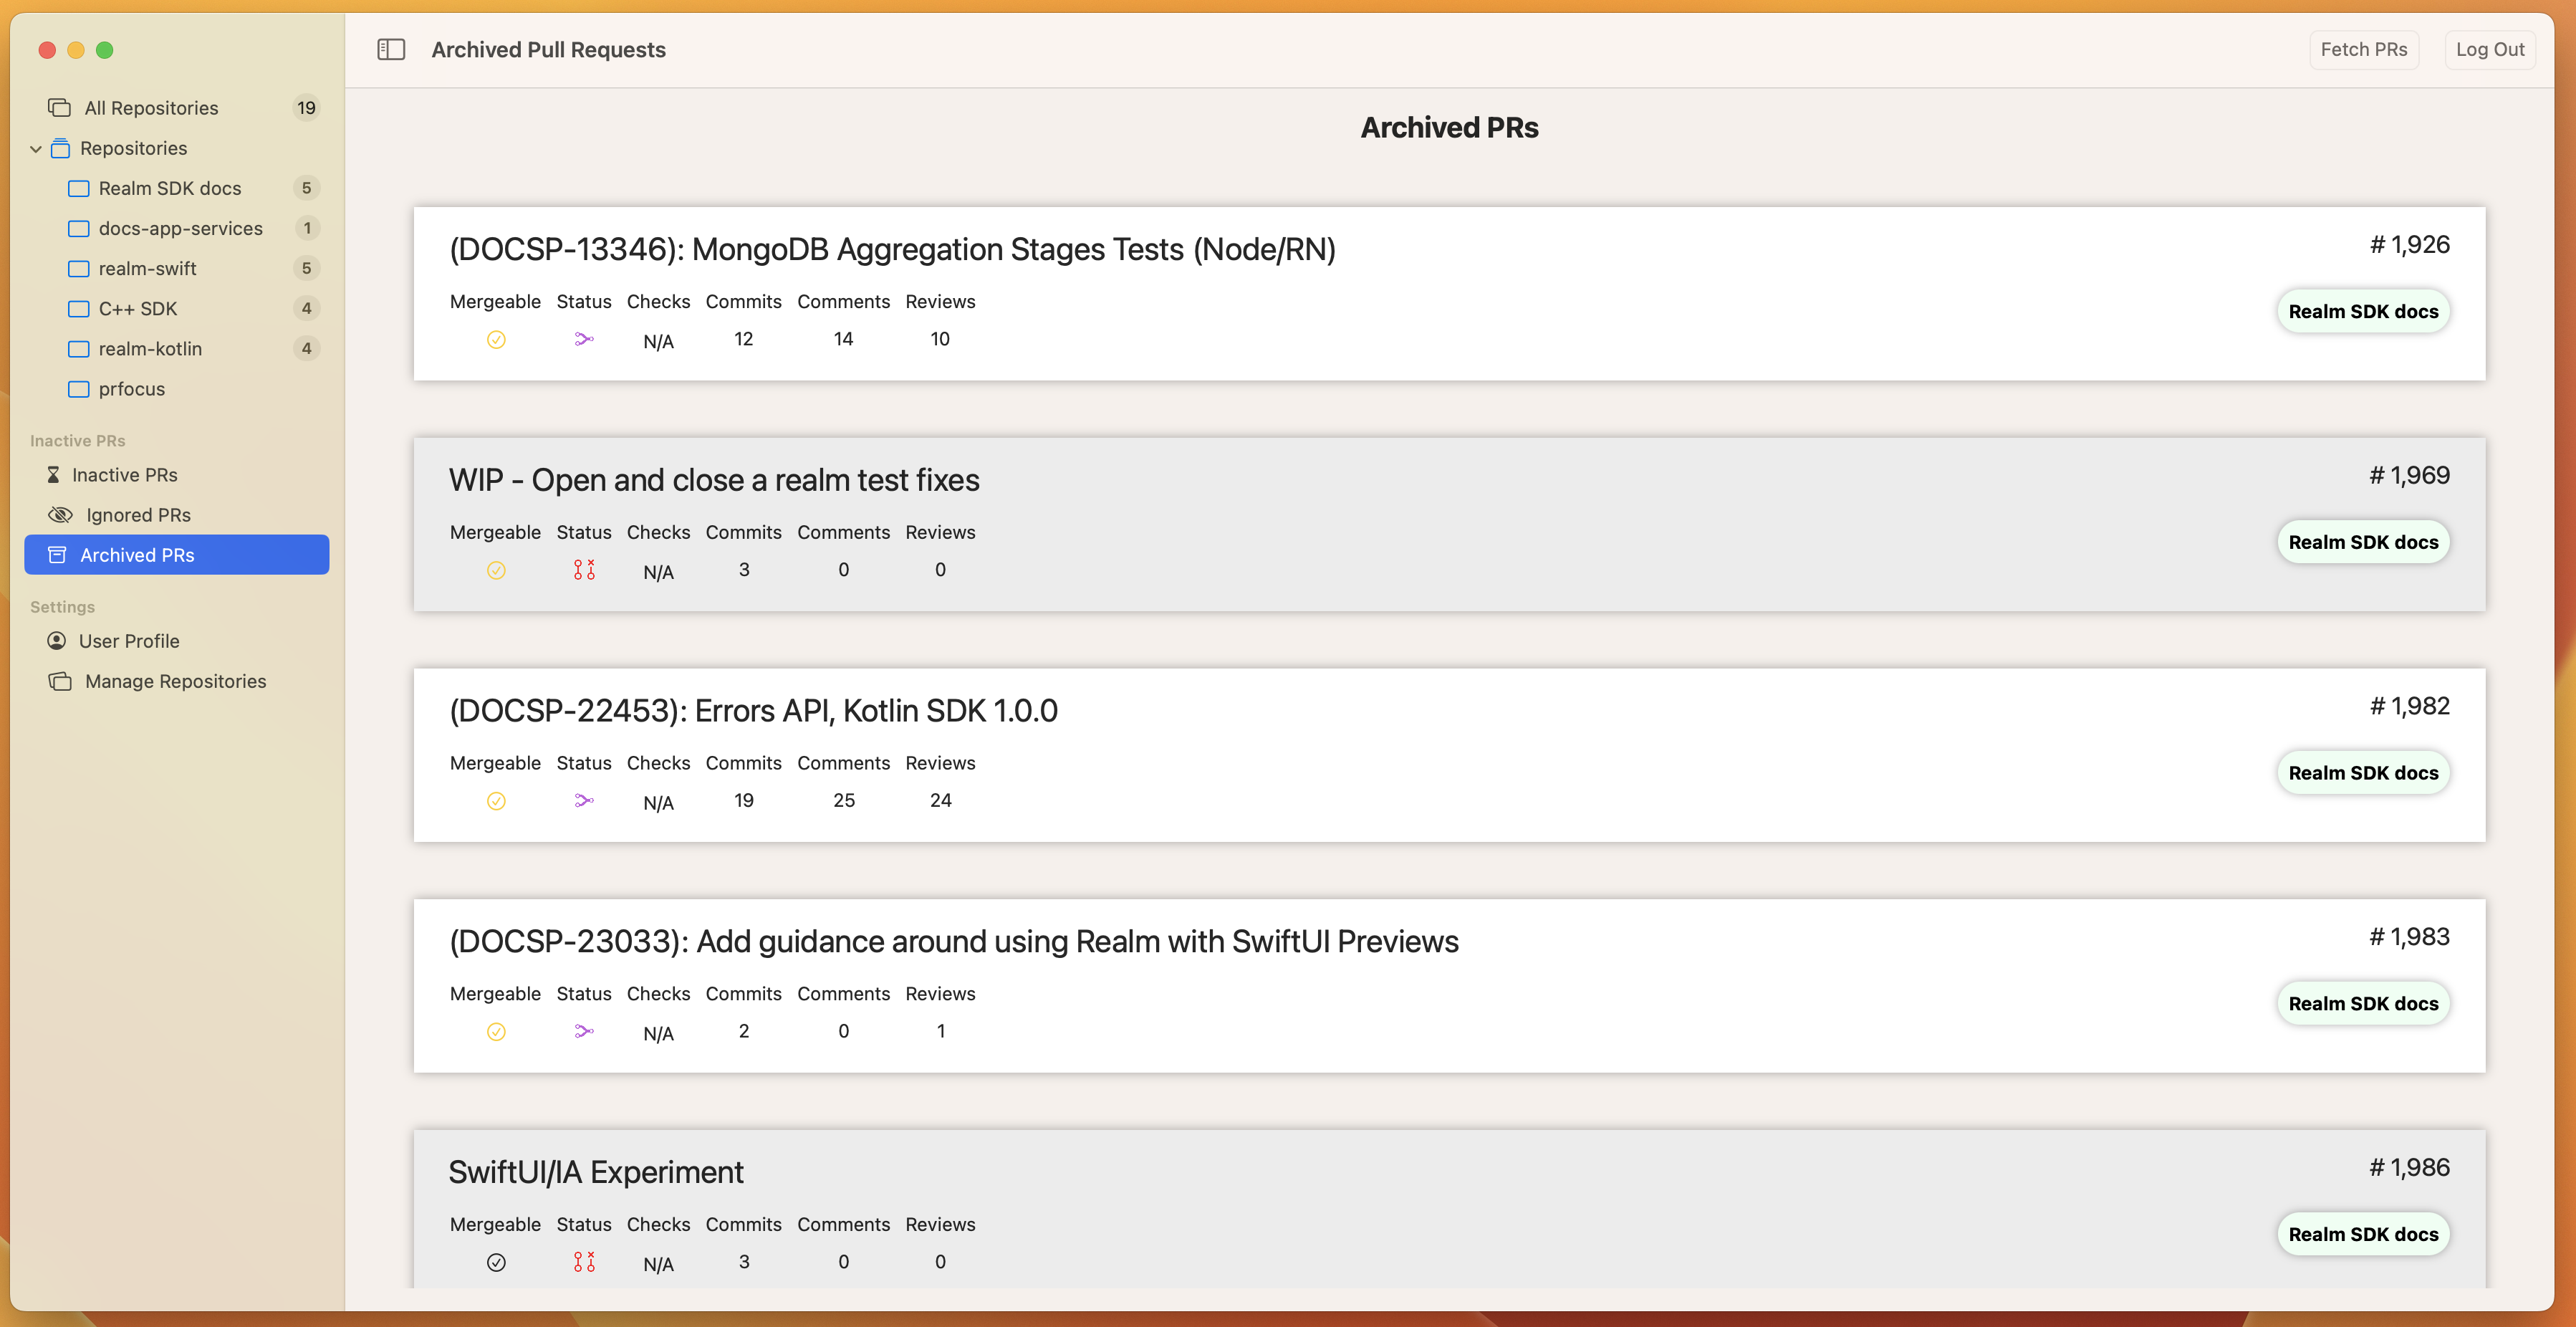 Archived Pull Requests
Fetch PRs
Log Out
All Repositories 19
Repositories
Realm SDK docs 5
docs-app-services 1
realm-swift 5
C++ SDK 4
realm-kotlin 4
prfocus
Inactive PRs
Inactive PRs
Ignored PRs
Archived PRs
Settings
User Profile
Manage Repositories
Archived PRs
(DOCSP-13346): MongoDB Aggregation Stages Tests (Node/RN) # 1,926
Mergeable Status Checks Commits Comments Reviews
Realm SDK docs
N/A 12 14 10
WIP - Open and close a realm test fixes # 1,969
Mergeable Status Checks Commits Comments Reviews
Realm SDK docs
N/A 3 0 0
(DOCSP-22453): Errors API, Kotlin SDK 1.0.0 # 1,982
Mergeable Status Checks Commits Comments Reviews
Realm SDK docs
N/A 19 25 24
(DOCSP-23033): Add guidance around using Realm with SwiftUI Previews # 1,983
Mergeable Status Checks Commits Comments Reviews
Realm SDK docs
N/A 2 0 1
SwiftUI/IA Experiment # 1,986
Mergeable Status Checks Commits Comments Reviews
Realm SDK docs
N/A 3 0 0